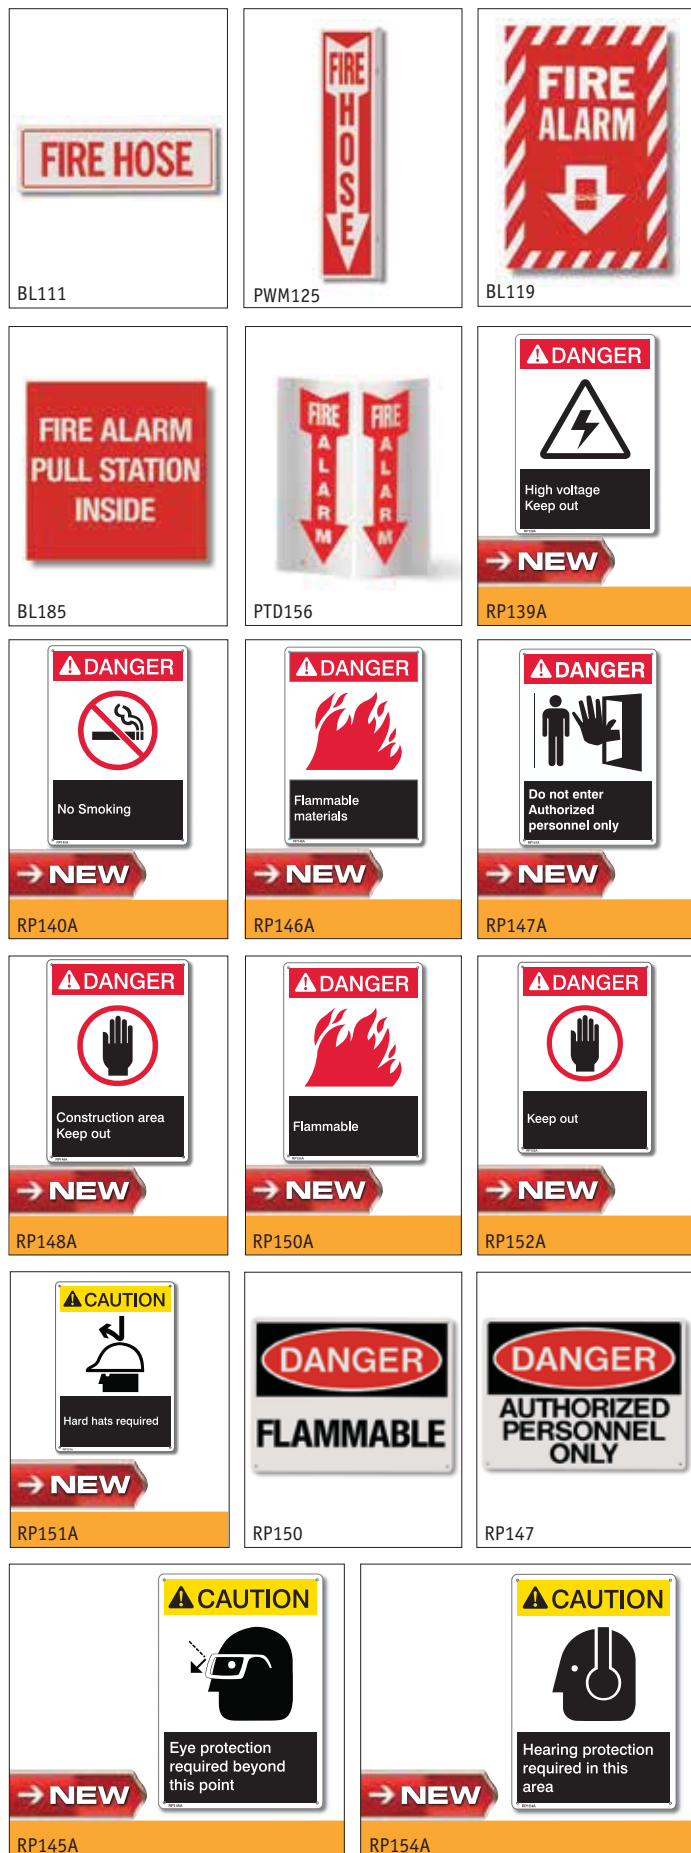 FIRE HOSE
BL111
FIRE
H
O
S
E
PWM125
FIRE
ALARM
BL119
FIRE ALARM
PULL STATION
INSIDE
BL185
FIRE
A
L
A
R
M
FIRE
A
L
A
R
M
PTD156
DANGER
High voltage
Keep out
NEW
RP139A
DANGER
No Smoking
NEW
RP140A
DANGER
Flammable
materials
NEW
RP146A
DANGER
Do not enter
Authorized
personnel only
NEW
RP147A
DANGER
Construction area
Keep out
NEW
RP148A
DANGER
Flammable
NEW
RP150A
DANGER
Keep out
NEW
RP152A
CAUTION
Hard hats required
NEW
RP151A
DANGER
FLAMMABLE
RP150
DANGER
AUTHORIZED
PERSONNEL
ONLY
RP147
CAUTION
Eye protection
required beyond
this point
NEW
RP145A
CAUTION
Hearing protection
required in this
area
NEW
RP154A